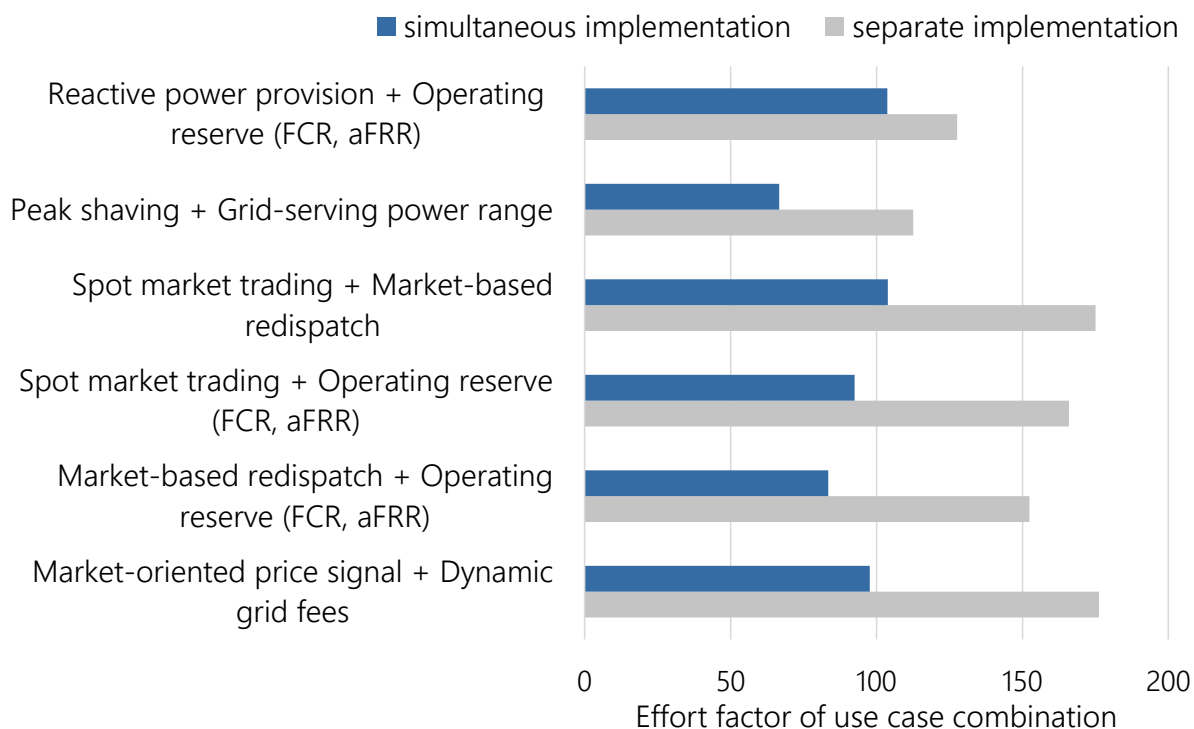 simultaneous implementation separate implementation
Reactive power provision + Operating
reserve (FCR, aFRR)
Peak shaving + Grid-serving power range
Spot market trading + Market-based
redispatch
Spot market trading + Operating reserve
(FCR, aFRR)
Market-based redispatch + Operating
reserve (FCR, aFRR)
Market-oriented price signal + Dynamic
grid fees
0 50 100 150 200
Effort factor of use case combination